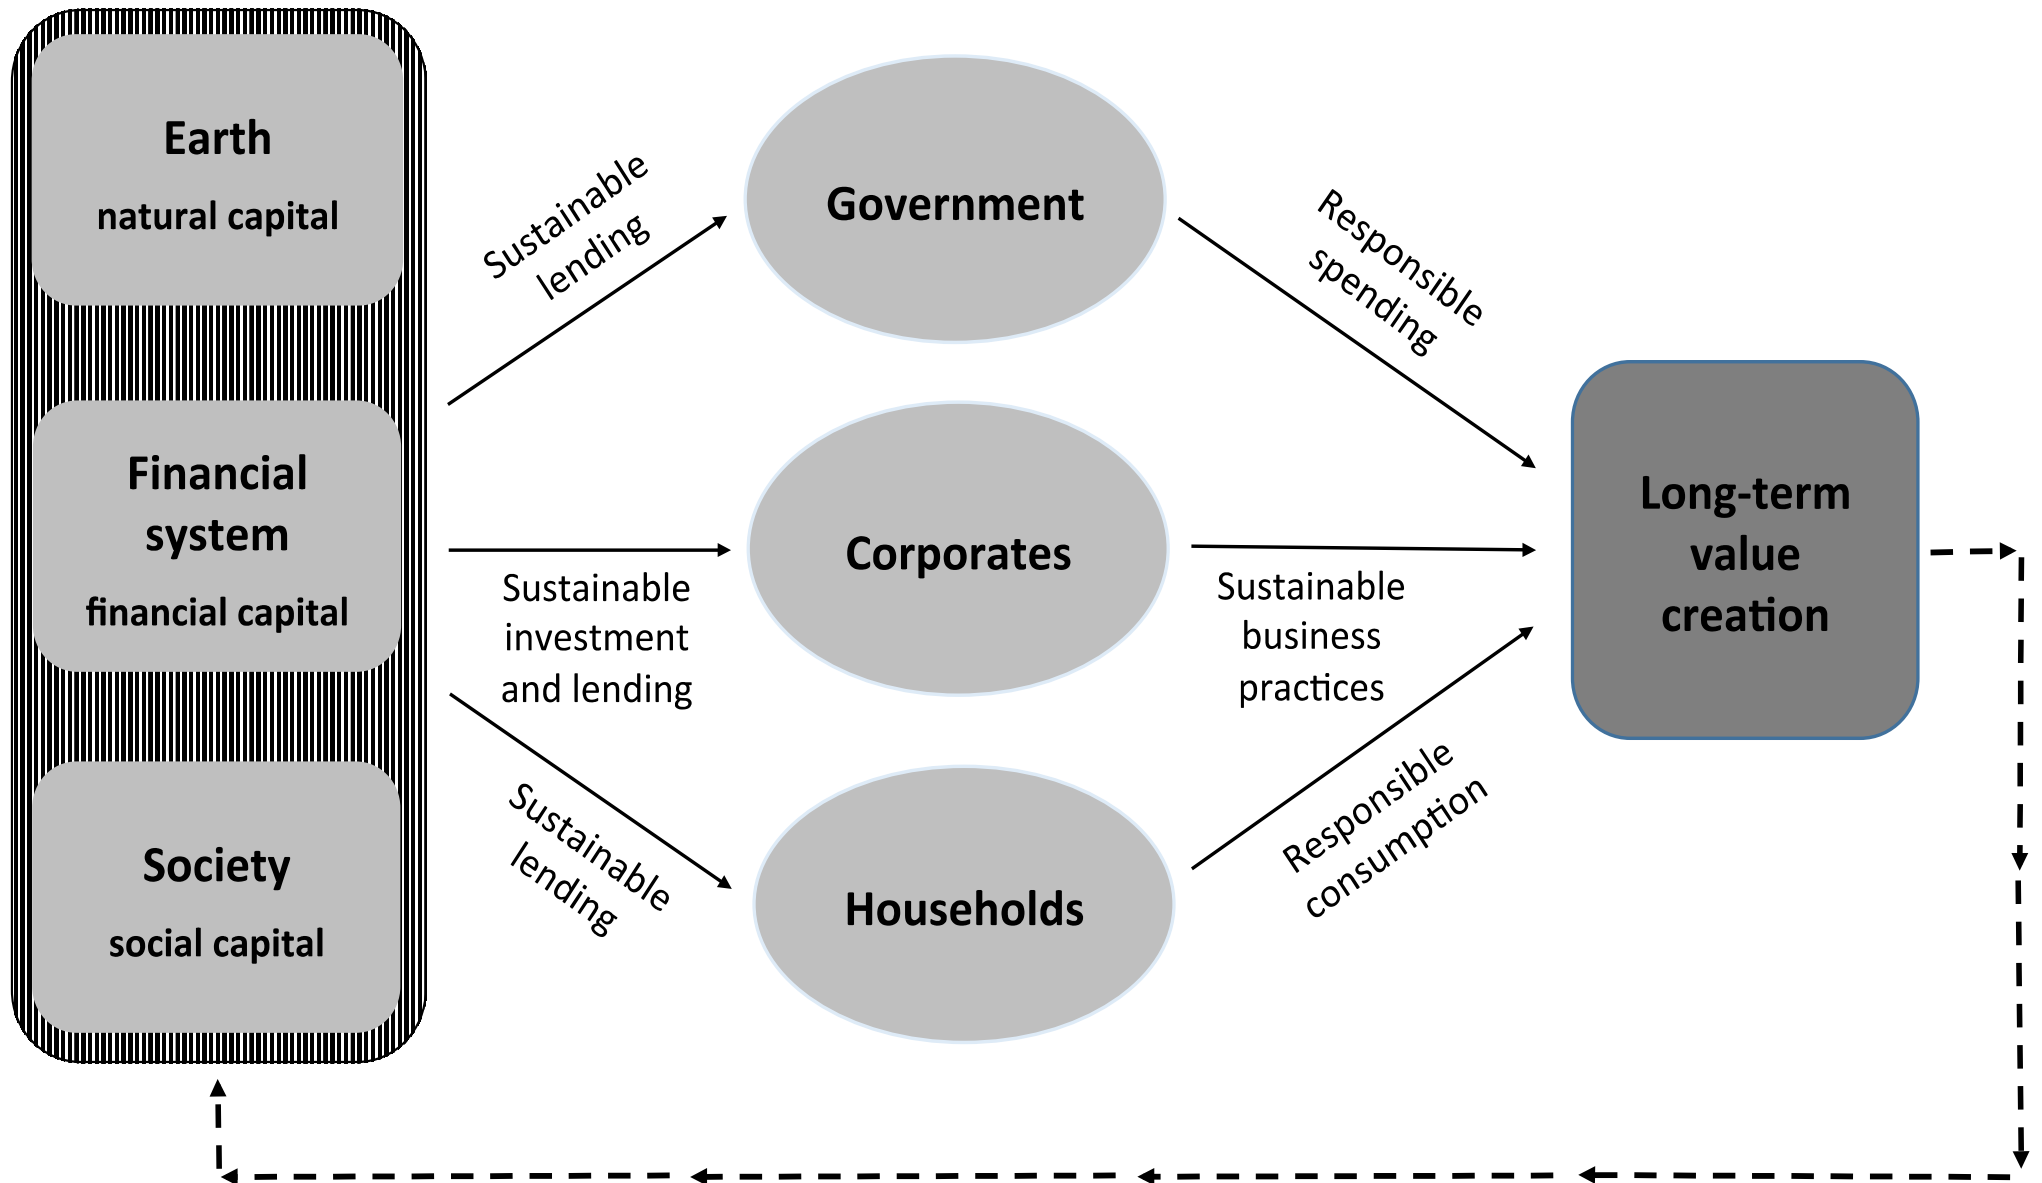 Earth
natural capital
Financial
system
financial capital
Society
social capital
Sustainable
lending
Sustainable
investment
and lending
Sustainable
lending
Government
Corporates
Households
Responsible
spending
Sustainable
business
practices
Responsible
consumption
Long-term
value
creation